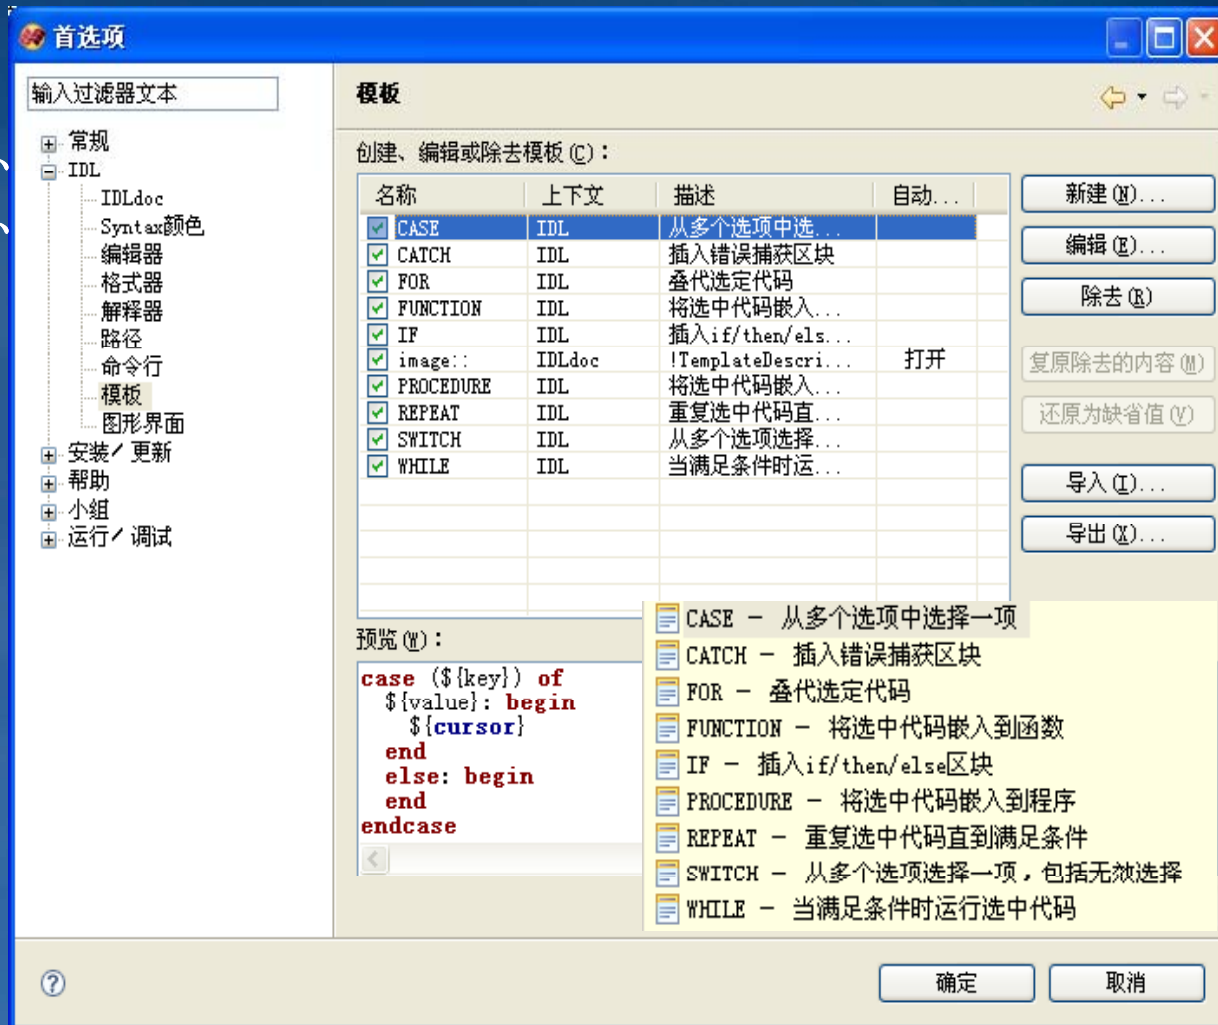 首选项
输入过滤器文本
常规
IDL
IDLdoc
Syntax颜色
编辑器
格式器
解释器
路径
命令行
模板
图形界面
安装/更新
帮助
小组
运行/调试
模板
创建、编辑或除去模板(C):
名称 上下文 描述 自动...
CASE IDL 从多个选项中选...
CATCH IDL 插入错误捕获区块
FOR IDL 叠代选定代码
FUNCTION IDL 将选中代码嵌入...
IF IDL 插入if/then/els...
image:: IDLdoc !TemplateDescri... 打开
PROCEDURE IDL 将选中代码嵌入...
REPEAT IDL 重复选中代码直...
SWITCH IDL 从多个选项选择...
WHILE IDL 当满足条件时运...
新建(N)...
编辑(E)...
除去(R)
复原除去的内容(M)
还原为缺省值(V)
导入(I)...
导出(X)...
预览(W):
case (${key}) of
${value}: begin
${cursor}
end
else: begin
end
endcase
CASE - 从多个选项中选择一项
CATCH - 插入错误捕获区块
FOR - 叠代选定代码
FUNCTION - 将选中代码嵌入到函数
IF - 插入if/then/else区块
PROCEDURE - 将选中代码嵌入到程序
REPEAT - 重复选中代码直到满足条件
SWITCH - 从多个选项选择一项，包括无效选择
WHILE - 当满足条件时运行选中代码
确定
取消